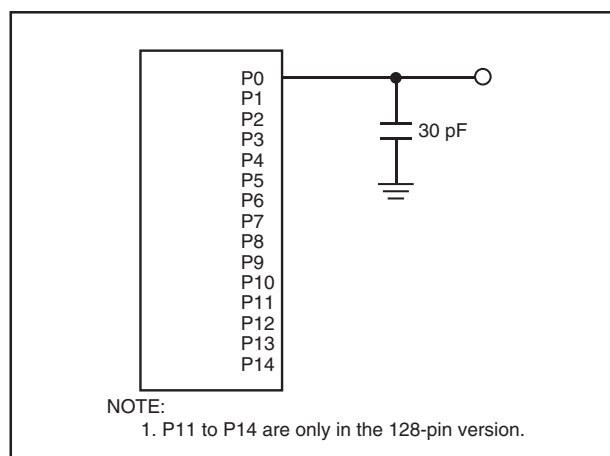 P0
P1
P2
P3
P4
P5
P6
P7
P8
P9
P10
P11
P12
P13
P14
30 pF
NOTE:
1. P11 to P14 are only in the 128-pin version.